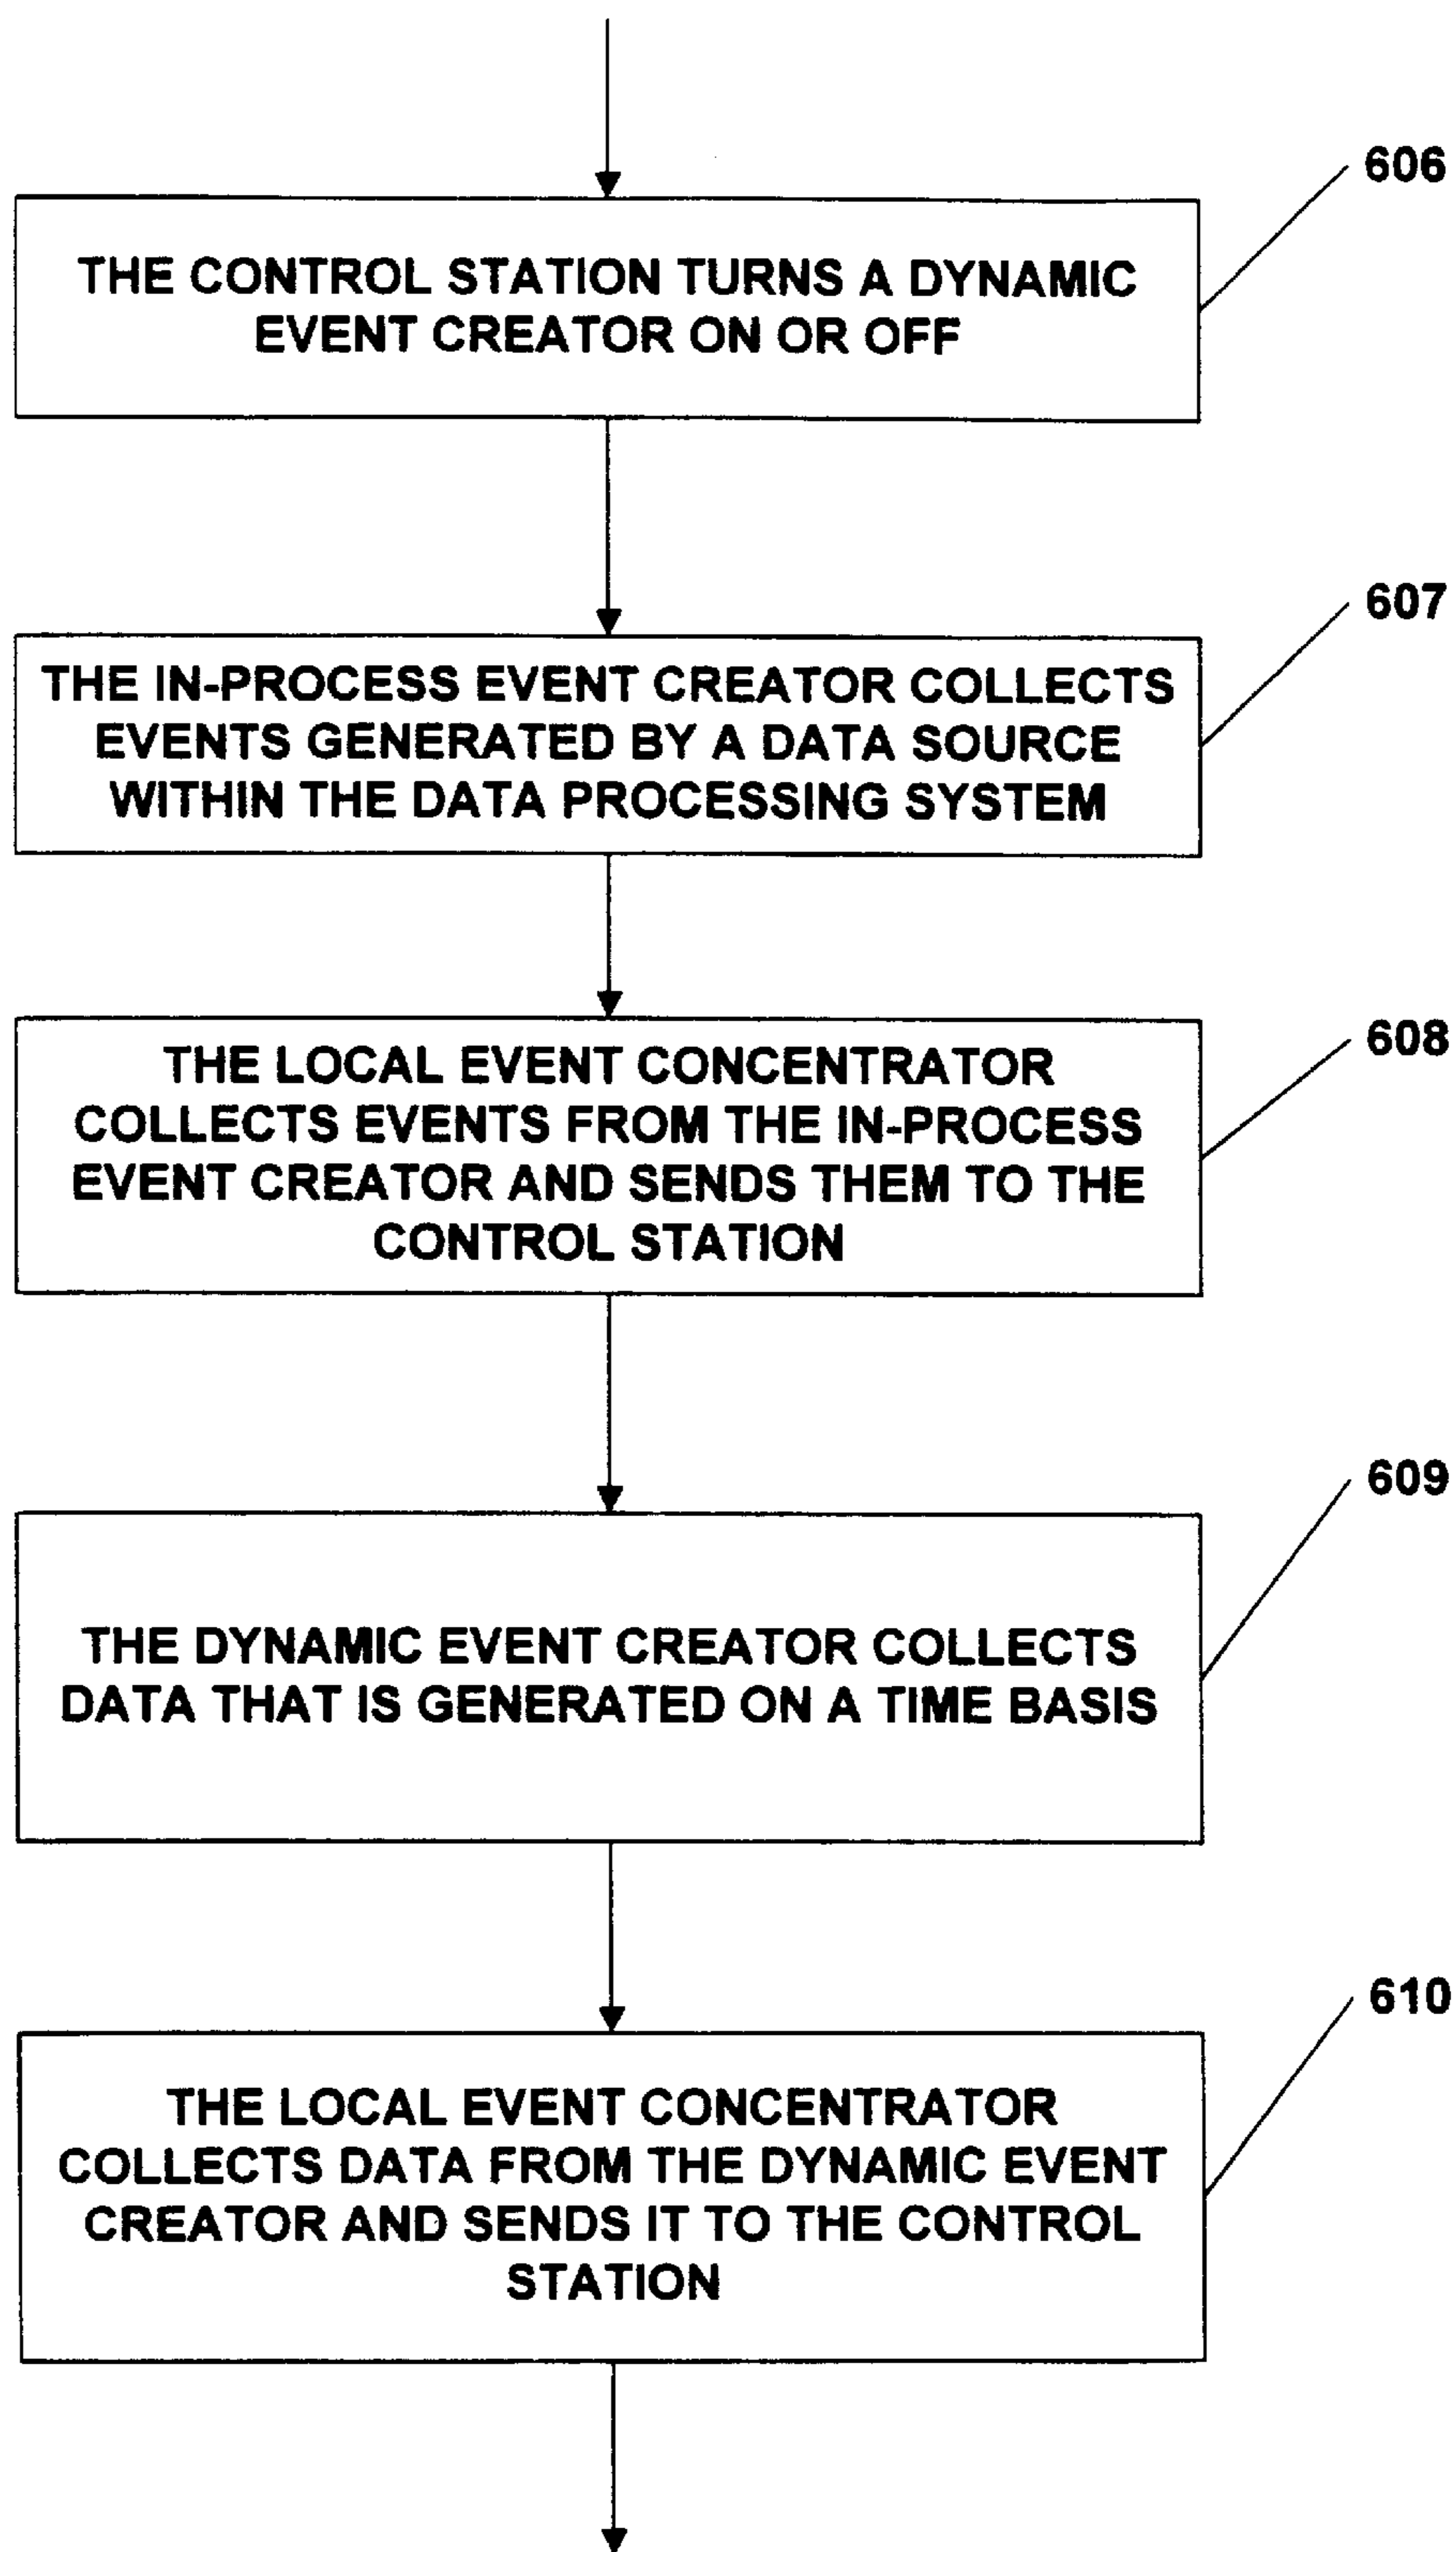 606
THE CONTROL STATION TURNS A DYNAMIC
EVENT CREATOR ON OR OFF
607
THE IN-PROCESS EVENT CREATOR COLLECTS
EVENTS GENERATED BY A DATA SOURCE
WITHIN THE DATA PROCESSING SYSTEM
608
THE LOCAL EVENT CONCENTRATOR
COLLECTS EVENTS FROM THE IN-PROCESS
EVENT CREATOR AND SENDS THEM TO THE
CONTROL STATION
609
THE DYNAMIC EVENT CREATOR COLLECTS
DATA THAT IS GENERATED ON A TIME BASIS
610
THE LOCAL EVENT CONCENTRATOR
COLLECTS DATA FROM THE DYNAMIC EVENT
CREATOR AND SENDS IT TO THE CONTROL
STATION